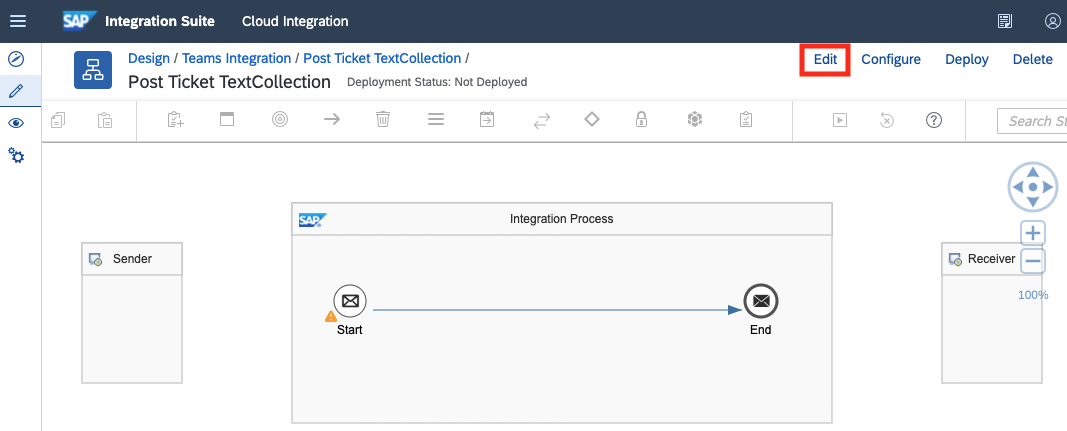 SAP Integration Suite Cloud Integration
Design / Teams Integration / Post Ticket TextCollection /
Edit Configure Deploy Delete
Post Ticket TextCollection Deployment Status: Not Deployed
Search St
SAP Integration Process
Sender
Receiver
100%
Start
End